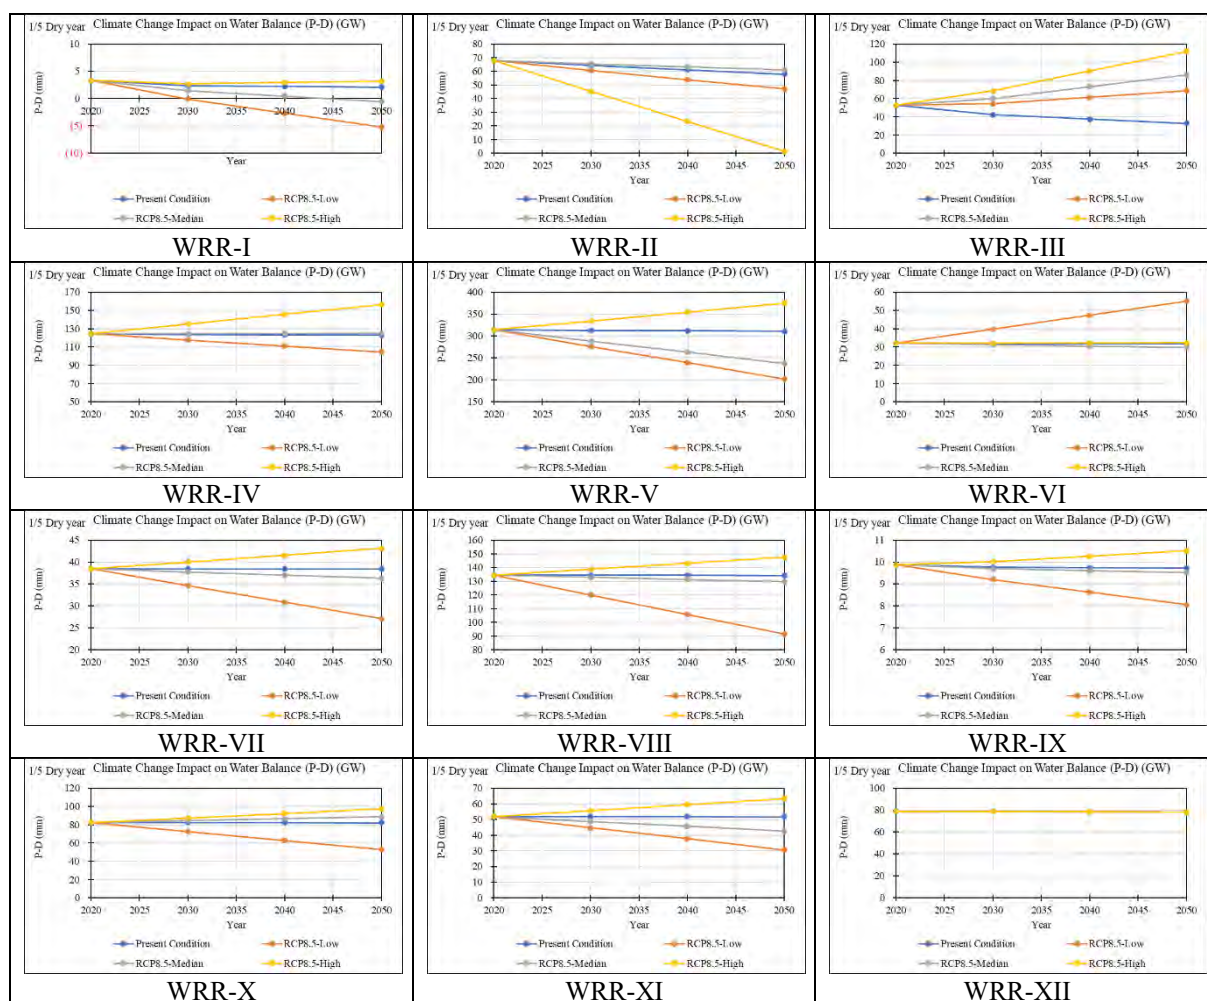 1/5 Dry year Climate Change Impact on Water Balance (P-D) (GW)
10
5
0
(5)
(10)
P-D (mm)
2020 2025 2030 2035 2040 2045 2050
Year
Present Condition RCP8.5-Low
RCP8.5-Median RCP8.5-High
WRR-I
1/5 Dry year Climate Change Impact on Water Balance (P-D) (GW)
80
70
60
50
40
30
20
10
0
P-D (mm)
2020 2025 2030 2035 2040 2045 2050
Year
Present Condition RCP8.5-Low
RCP8.5-Median RCP8.5-High
WRR-II
1/5 Dry year Climate Change Impact on Water Balance (P-D) (GW)
120
100
80
60
40
20
0
P-D (mm)
2020 2025 2030 2035 2040 2045 2050
Year
Present Condition RCP8.5-Low
RCP8.5-Median RCP8.5-High
WRR-III
1/5 Dry year Climate Change Impact on Water Balance (P-D) (GW)
170
150
130
110
90
70
50
P-D (mm)
2020 2025 2030 2035 2040 2045 2050
Year
Present Condition RCP8.5-Low
RCP8.5-Median RCP8.5-High
WRR-IV
1/5 Dry year Climate Change Impact on Water Balance (P-D) (GW)
400
350
300
250
200
150
P-D (mm)
2020 2025 2030 2035 2040 2045 2050
Year
Present Condition RCP8.5-Low
RCP8.5-Median RCP8.5-High
WRR-V
1/5 Dry year Climate Change Impact on Water Balance (P-D) (GW)
60
50
40
30
20
10
0
P-D (mm)
2020 2025 2030 2035 2040 2045 2050
Year
Present Condition RCP8.5-Low
RCP8.5-Median RCP8.5-High
WRR-VI
1/5 Dry year Climate Change Impact on Water Balance (P-D) (GW)
45
40
35
30
25
20
P-D (mm)
2020 2025 2030 2035 2040 2045 2050
Year
Present Condition RCP8.5-Low
RCP8.5-Median RCP8.5-High
WRR-VII
1/5 Dry year Climate Change Impact on Water Balance (P-D) (GW)
160
150
140
130
120
110
100
90
80
P-D (mm)
2020 2025 2030 2035 2040 2045 2050
Year
Present Condition RCP8.5-Low
RCP8.5-Median RCP8.5-High
WRR-VIII
1/5 Dry year Climate Change Impact on Water Balance (P-D) (GW)
11
10
9
8
7
6
P-D (mm)
2020 2025 2030 2035 2040 2045 2050
Year
Present Condition RCP8.5-Low
RCP8.5-Median RCP8.5-High
WRR-IX
1/5 Dry year Climate Change Impact on Water Balance (P-D) (GW)
120
100
80
60
40
20
0
P-D (mm)
2020 2025 2030 2035 2040 2045 2050
Year
Present Condition RCP8.5-Low
RCP8.5-Median RCP8.5-High
WRR-X
1/5 Dry year Climate Change Impact on Water Balance (P-D) (GW)
70
60
50
40
30
20
10
0
P-D (mm)
2020 2025 2030 2035 2040 2045 2050
Year
Present Condition RCP8.5-Low
RCP8.5-Median RCP8.5-High
WRR-XI
1/5 Dry year Climate Change Impact on Water Balance (P-D) (GW)
100
80
60
40
20
0
P-D (mm)
2020 2025 2030 2035 2040 2045 2050
Year
Present Condition RCP8.5-Low
RCP8.5-Median RCP8.5-High
WRR-XII